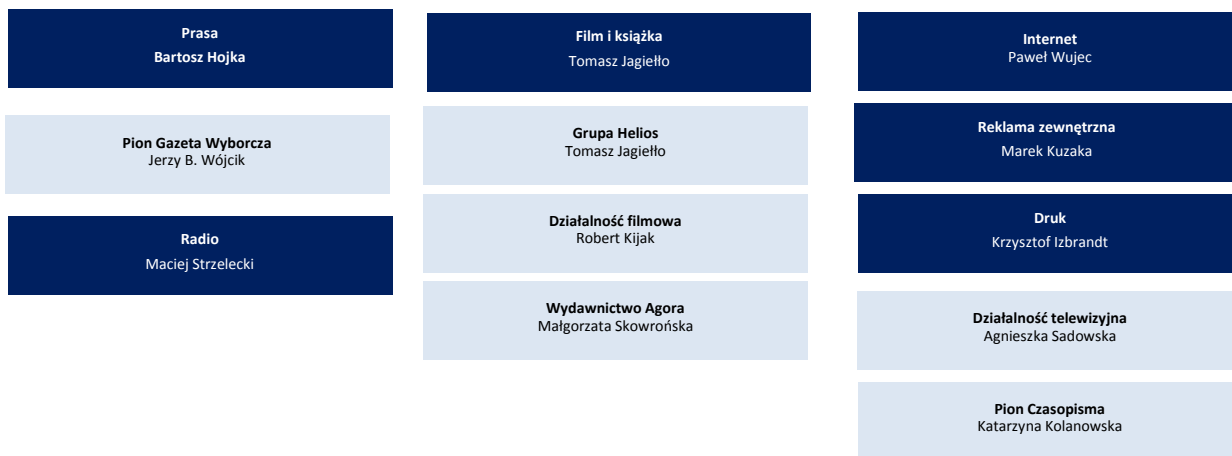 Prasa
Bartosz Hojka
Pion Gazeta Wyborcza
Jerzy B. Wójcik
Radio
Maciej Strzelecki
Film i książka
Tomasz Jagiełło
Grupa Helios
Tomasz Jagiełło
Działalność filmowa
Robert Kijak
Wydawnictwo Agora
Małgorzata Skowrońska
Internet
Paweł Wujec
Reklama zewnętrzna
Marek Kuzaka
Druk
Krzysztof Izbrandt
Działalność telewizyjna
Agnieszka Sadowska
Pion Czasopisma
Katarzyna Kolanowska